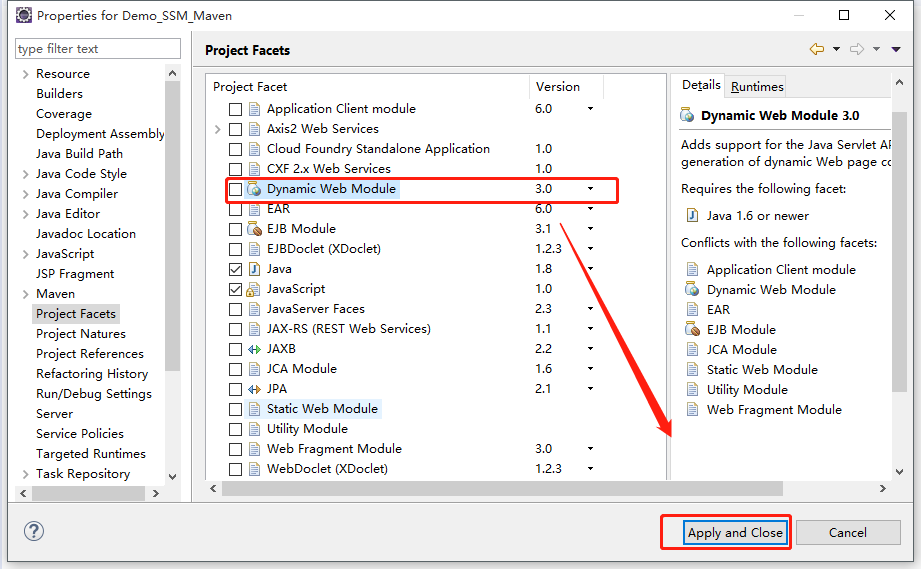 Properties for Demo_SSM_Maven
type filter text
Resource
Builders
Coverage
Deployment Assembly
Java Build Path
Java Code Style
Java Compiler
Java Editor
Javadoc Location
JavaScript
JSP Fragment
Maven
Project Facets
Project Natures
Project References
Refactoring History
Run/Debug Settings
Server
Service Policies
Targeted Runtimes
Task Repository
Project Facets
Project Facet Version
Application Client module 6.0
Axis2 Web Services
Cloud Foundry Standalone Application 1.0
CXF 2.x Web Services 1.0
Dynamic Web Module 3.0
EAR 6.0
EJB Module 3.1
EJBDoclet (XDoclet) 1.2.3
Java 1.8
JavaScript 1.0
JavaServer Faces 2.3
JAX-RS (REST Web Services) 1.1
JAXB 2.2
JCA Module 1.6
JPA 2.1
Static Web Module
Utility Module
Web Fragment Module 3.0
WebDoclet (XDoclet) 1.2.3
Details Runtimes
Dynamic Web Module 3.0
Adds support for the Java Servlet AP
generation of dynamic Web page co
Requires the following facet:
Java 1.6 or newer
Conflicts with the following facets:
Application Client module
Dynamic Web Module
EAR
EJB Module
JCA Module
Static Web Module
Utility Module
Web Fragment Module
?
Apply and Close
Cancel